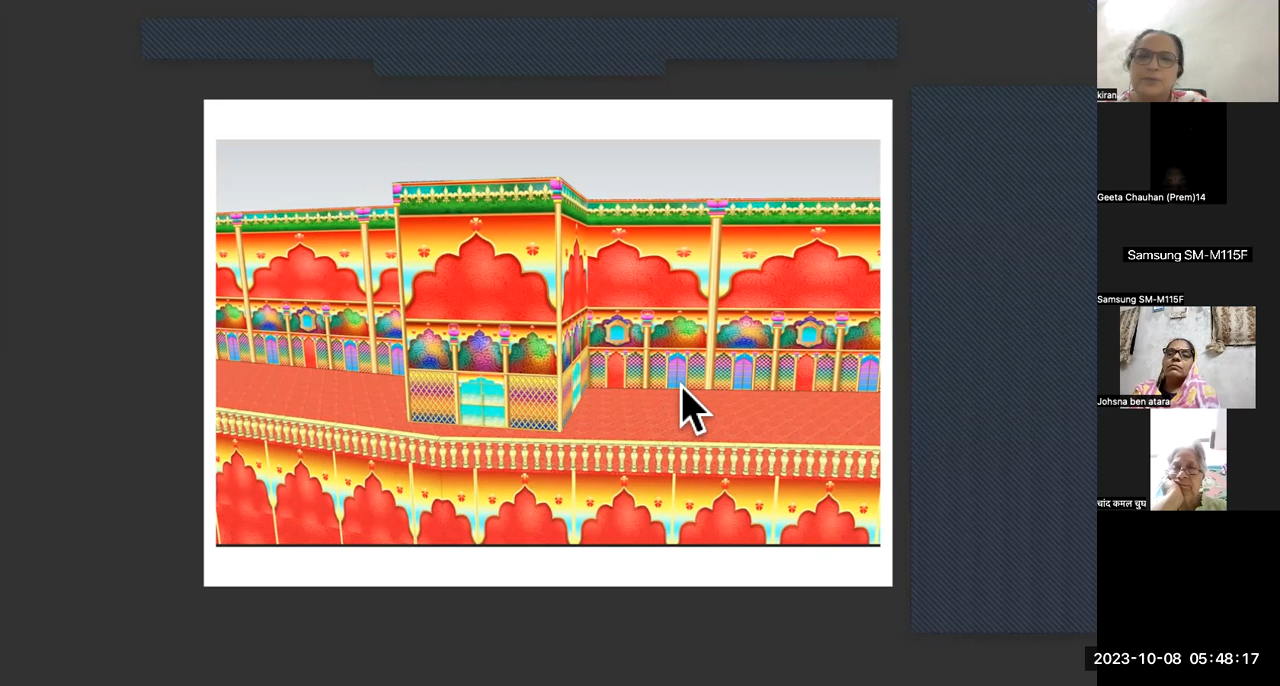 kiran
Geeta Chauhan (Prem)14
Samsung SM-M115F
Samsung SM-M115F
Johsna ben atara
चांद कमल चुघ
2023-10-08 05:48:17